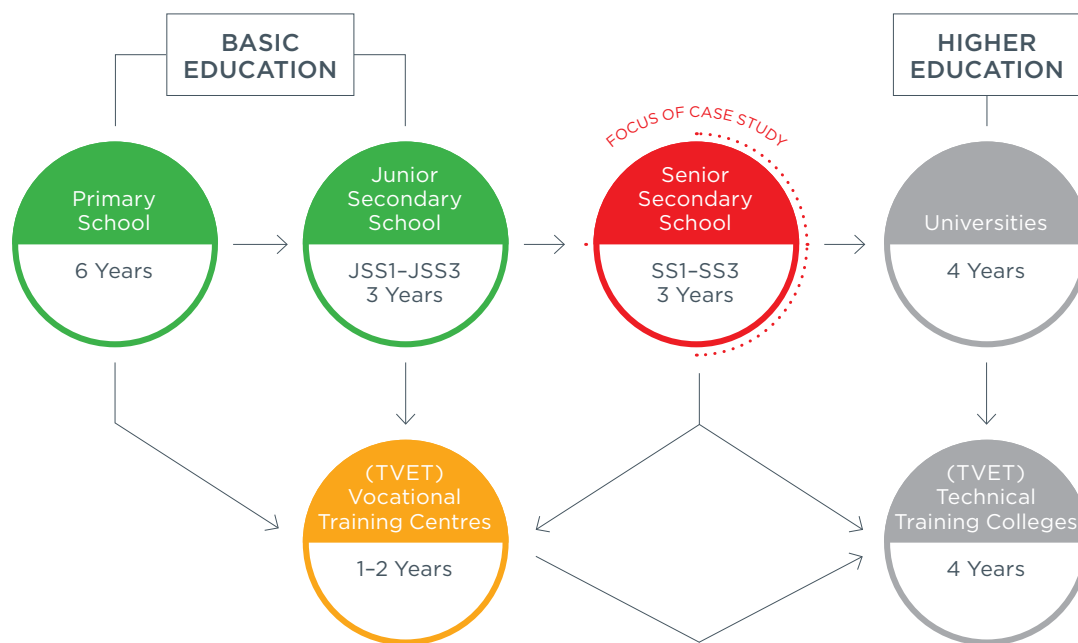 BASIC
EDUCATION
HIGHER
EDUCATION
FOCUS OF CASE STUDY
Primary
School
6 Years
Junior
Secondary
School
JSS1–JSS3
3 Years
Senior
Secondary
School
SS1–SS3
3 Years
Universities
4 Years
(TVET)
Vocational
Training Centres
1–2 Years
(TVET)
Technical
Training Colleges
4 Years